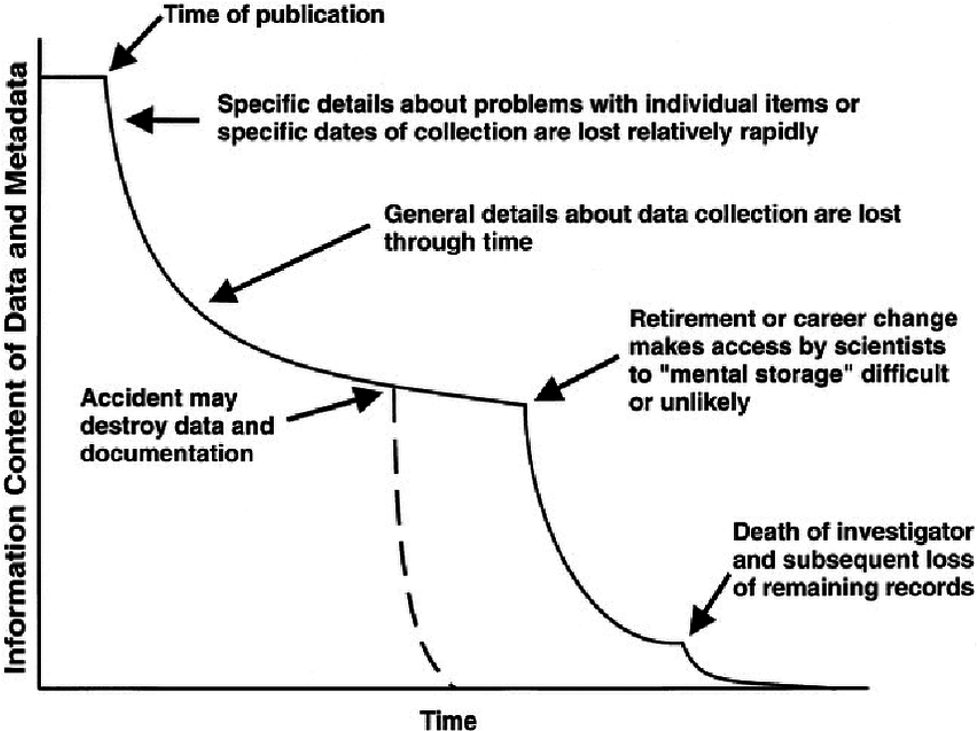 Time of publication
Specific details about problems with individual items or
specific dates of collection are lost relatively rapidly
General details about data collection are lost
through time
Retirement or career change
makes access by scientists
to "mental storage" difficult
or unlikely
Accident may
destroy data and
documentation
Death of investigator
and subsequent loss
of remaining records
Information Content of Data and Metadata
Time